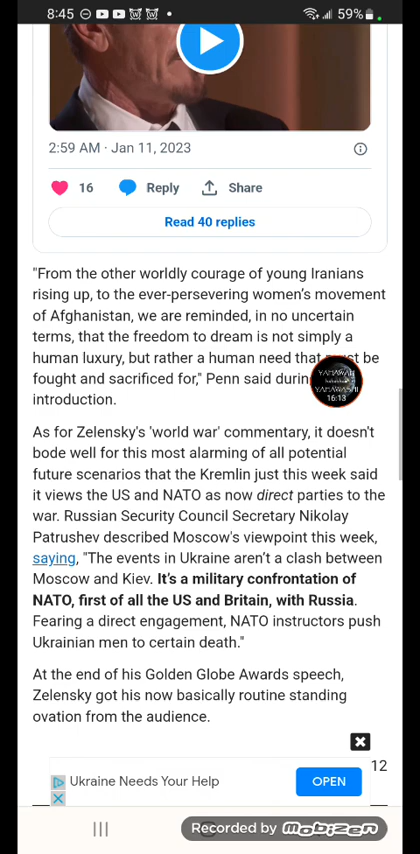 8:45
59%
2:59 AM · Jan 11, 2023
16 Reply Share
Read 40 replies
"From the other worldly courage of young Iranians
rising up, to the ever-persevering women's movement
of Afghanistan, we are reminded, in no uncertain
terms, that the freedom to dream is not simply a
human luxury, but rather a human need that must be
fought and sacrificed for," Penn said during
introduction.
YAMAWAH
YAMAWASHI
16:13
As for Zelensky's 'world war' commentary, it doesn't
bode well for this most alarming of all potential
future scenarios that the Kremlin just this week said
it views the US and NATO as now direct parties to the
war. Russian Security Council Secretary Nikolay
Patrushev described Moscow's viewpoint this week,
saying, "The events in Ukraine aren't a clash between
Moscow and Kiev. It's a military confrontation of
NATO, first of all the US and Britain, with Russia.
Fearing a direct engagement, NATO instructors push
Ukrainian men to certain death."
At the end of his Golden Globe Awards speech,
Zelensky got his now basically routine standing
ovation from the audience.
12
Ukraine Needs Your Help OPEN
Recorded by mobizen